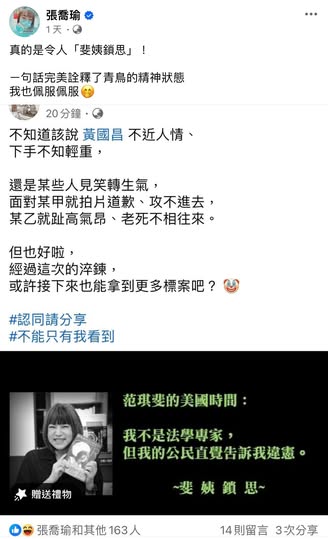 張喬瑜
1天·
真的是令人「斐姨鎖思」！
一句話完美詮釋了青鳥的精神狀態
我也佩服佩服🤭
20分鐘·
不知道該說 黃國昌 不近人情、
下手不知輕重，
還是某些人見笑轉生氣，
面對某甲就拍片道歉、攻不進去，
某乙就趾高氣昂、老死不相往來。
但也好啦，
經過這次的淬鍊，
或許接下來也能拿到更多標案吧？ 🤡
#認同請分享
#不能只有我看到
范琪斐的美國時間：
我不是法學專家，
但我的公民直覺告訴我違憲。
~斐 姨 鎖 思~
贈送禮物
張喬瑜和其他 163 人
14則留言 3次分享